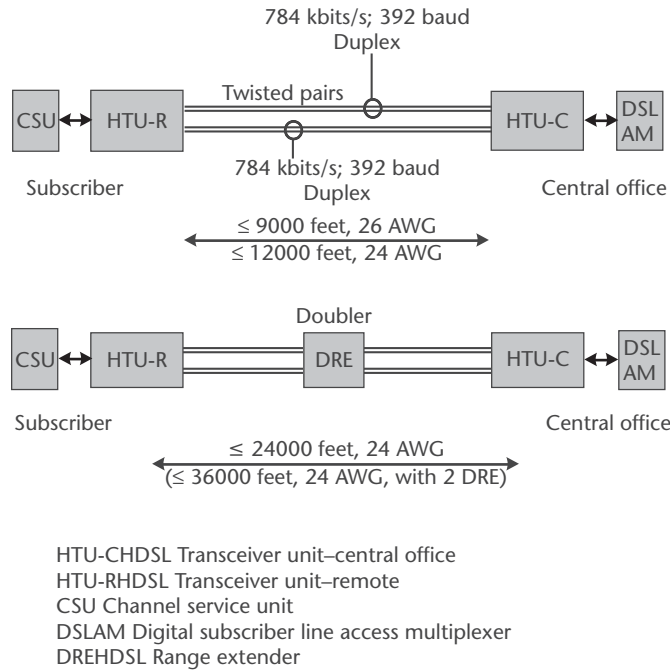 784 kbits/s; 392 baud
Duplex
Twisted pairs
CSU
HTU-R
HTU-C
DSL
AM
784 kbits/s; 392 baud
Duplex
Subscriber
Central office
≤ 9000 feet, 26 AWG
≤ 12000 feet, 24 AWG
Doubler
CSU
HTU-R
DRE
HTU-C
DSL
AM
Subscriber
Central office
≤ 24000 feet, 24 AWG
(≤ 36000 feet, 24 AWG, with 2 DRE)
HTU-CHDSL Transceiver unit–central office
HTU-RHDSL Transceiver unit–remote
CSU Channel service unit
DSLAM Digital subscriber line access multiplexer
DREHDSL Range extender